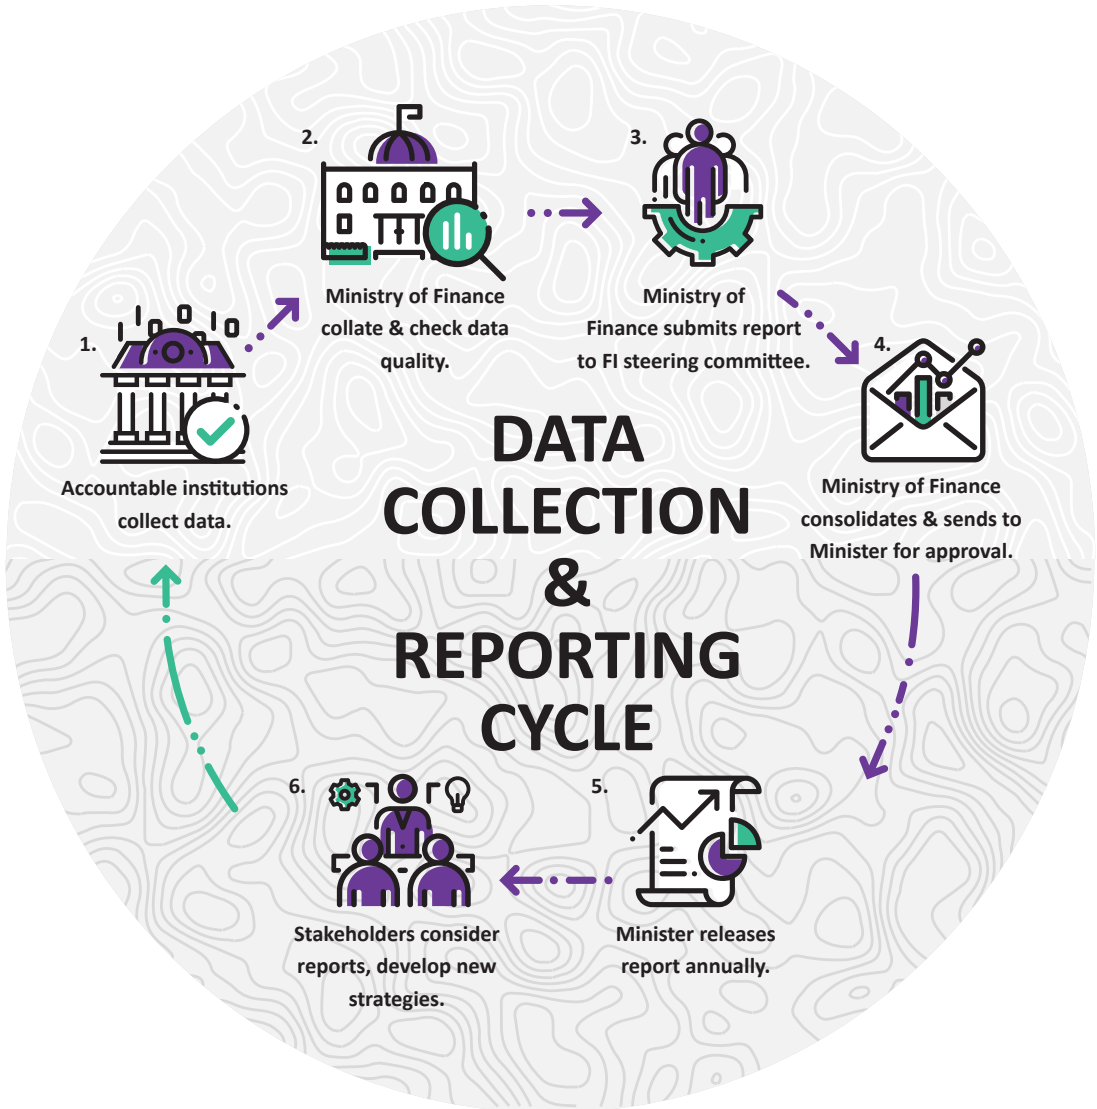 DATA
COLLECTION
&
REPORTING
CYCLE
1.
Accountable institutions
collect data.
2.
Ministry of Finance
collate & check data
quality.
3.
Ministry of
Finance submits report
to FI steering committee.
4.
Ministry of Finance
consolidates & sends to
Minister for approval.
5.
Minister releases
report annually.
6.
Stakeholders consider
reports, develop new
strategies.